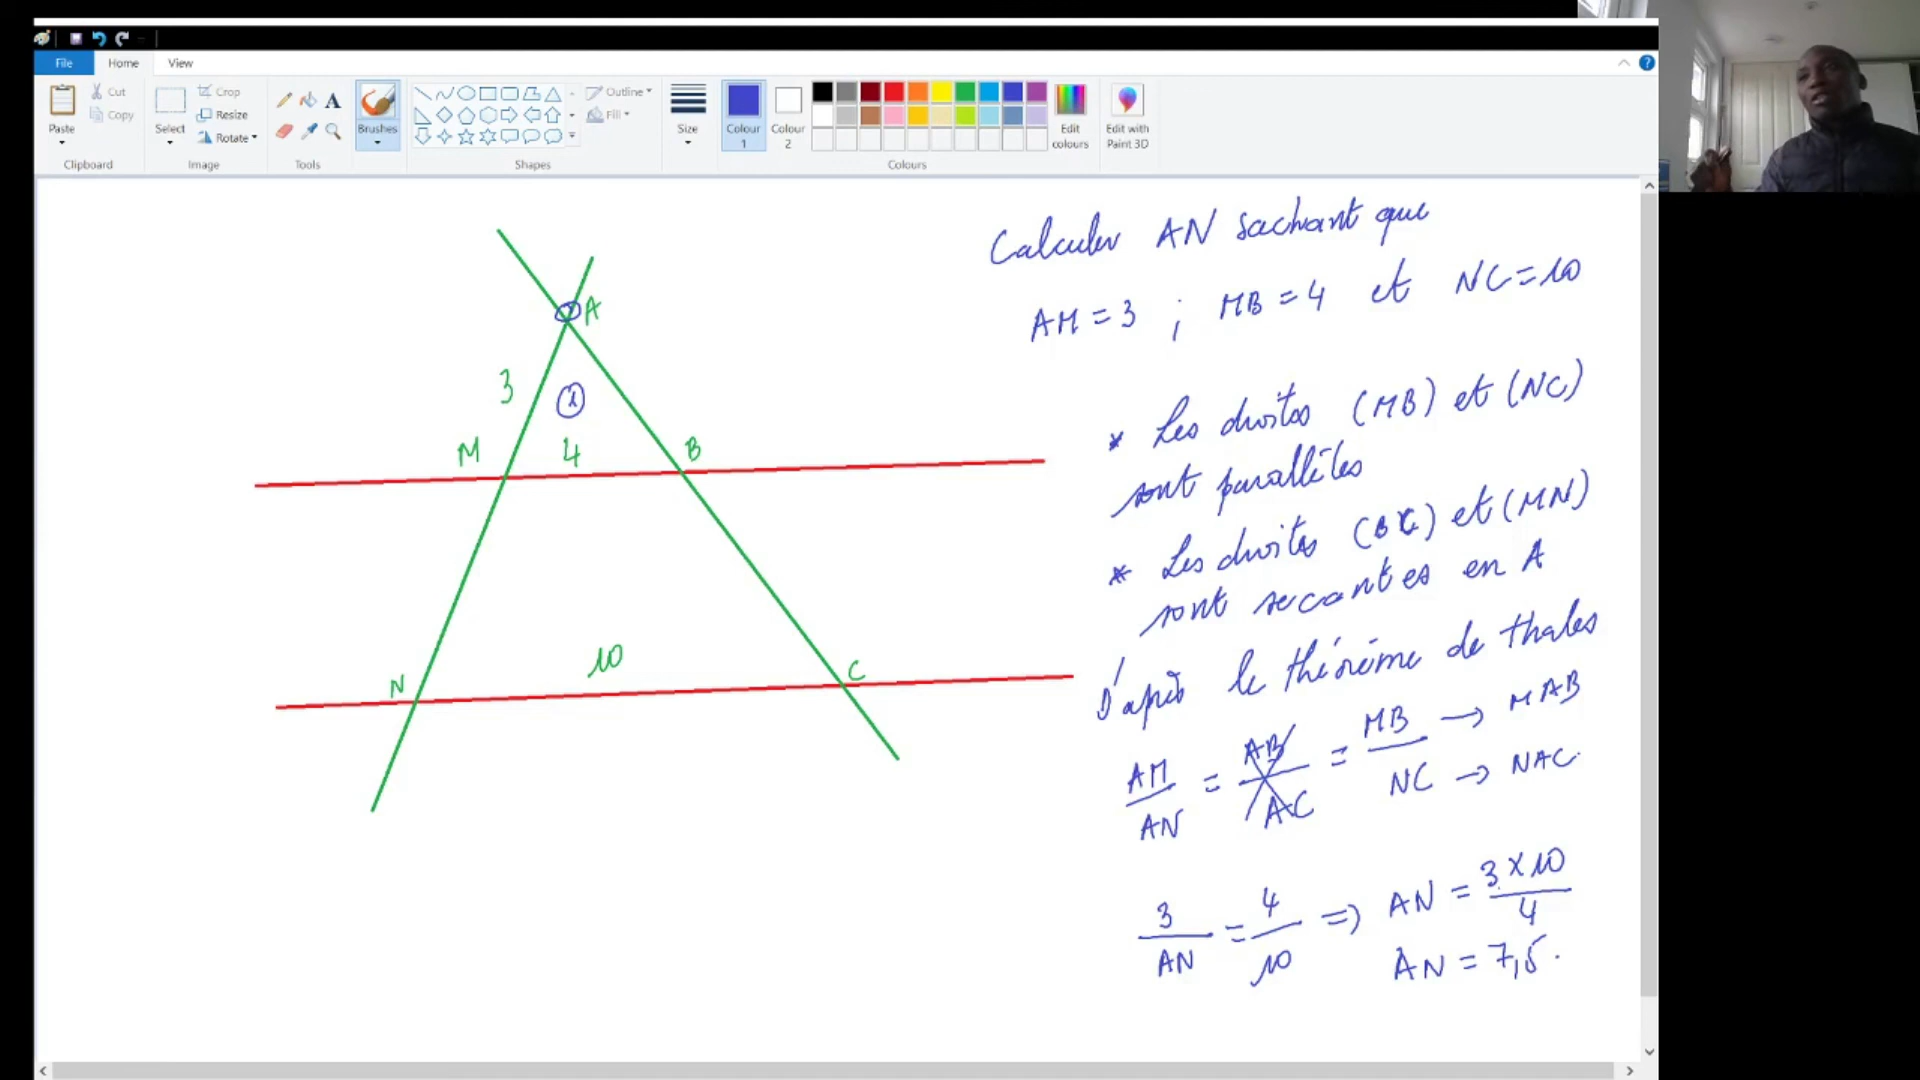 File
Home
View
Paste
Cut
Copy
Clipboard
Select
Crop
Resize
Rotate
Image
A
Tools
Brushes
Shapes
Outline
Fill
Size
Colour 1
Colour 2
Edit colours
Edit with Paint 3D
Colours
Calculer AN sachant que
AM = 3 ; MB = 4 et NC = 10
A
3
1
M
4
B
N
10
C
* Les droites (MB) et (NC)
sont parallèles
* Les droites (BC) et (MN)
sont secantes en A
D'après le théorème de thales
AM/AN = AB/AC = MB/NC → MAB
→ NAC.
3/AN = 4/10 => AN = 3 × 10/4
AN = 7,5.